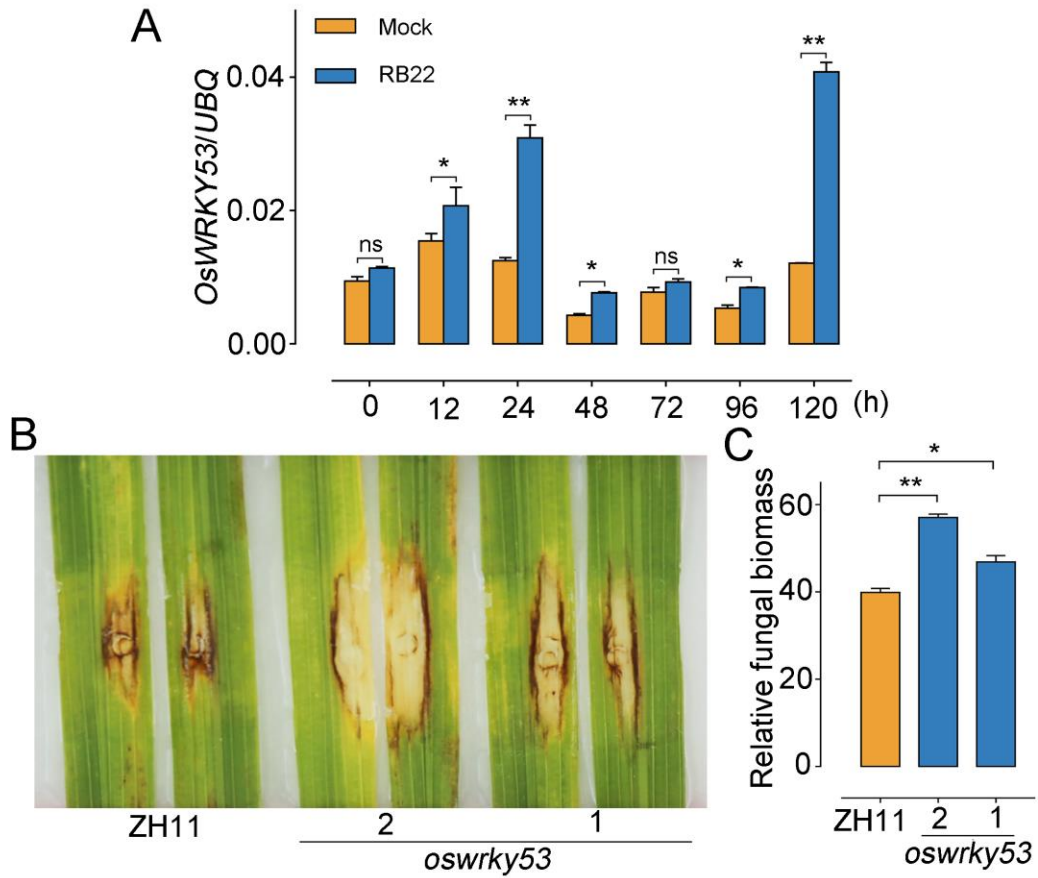 A
Mock
RB22
OsWRKY53/UBQ
0.04
0.02
0.00
ns
*
**
*
ns
*
**
0 12 24 48 72 96 120 (h)
B
ZH11 2 1
oswrky53
C
Relative fungal biomass
60
40
20
0
*
**
ZH11 2 1
oswrky53